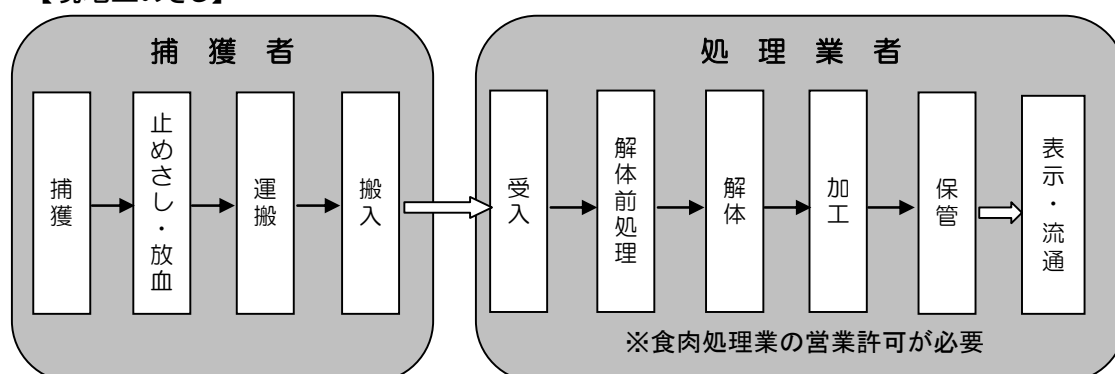 捕獲者
捕獲
止めさし・放血
運搬
搬入
処理業者
受入
解体前処理
解体
加工
保管
表示・流通
※食肉処理業の営業許可が必要